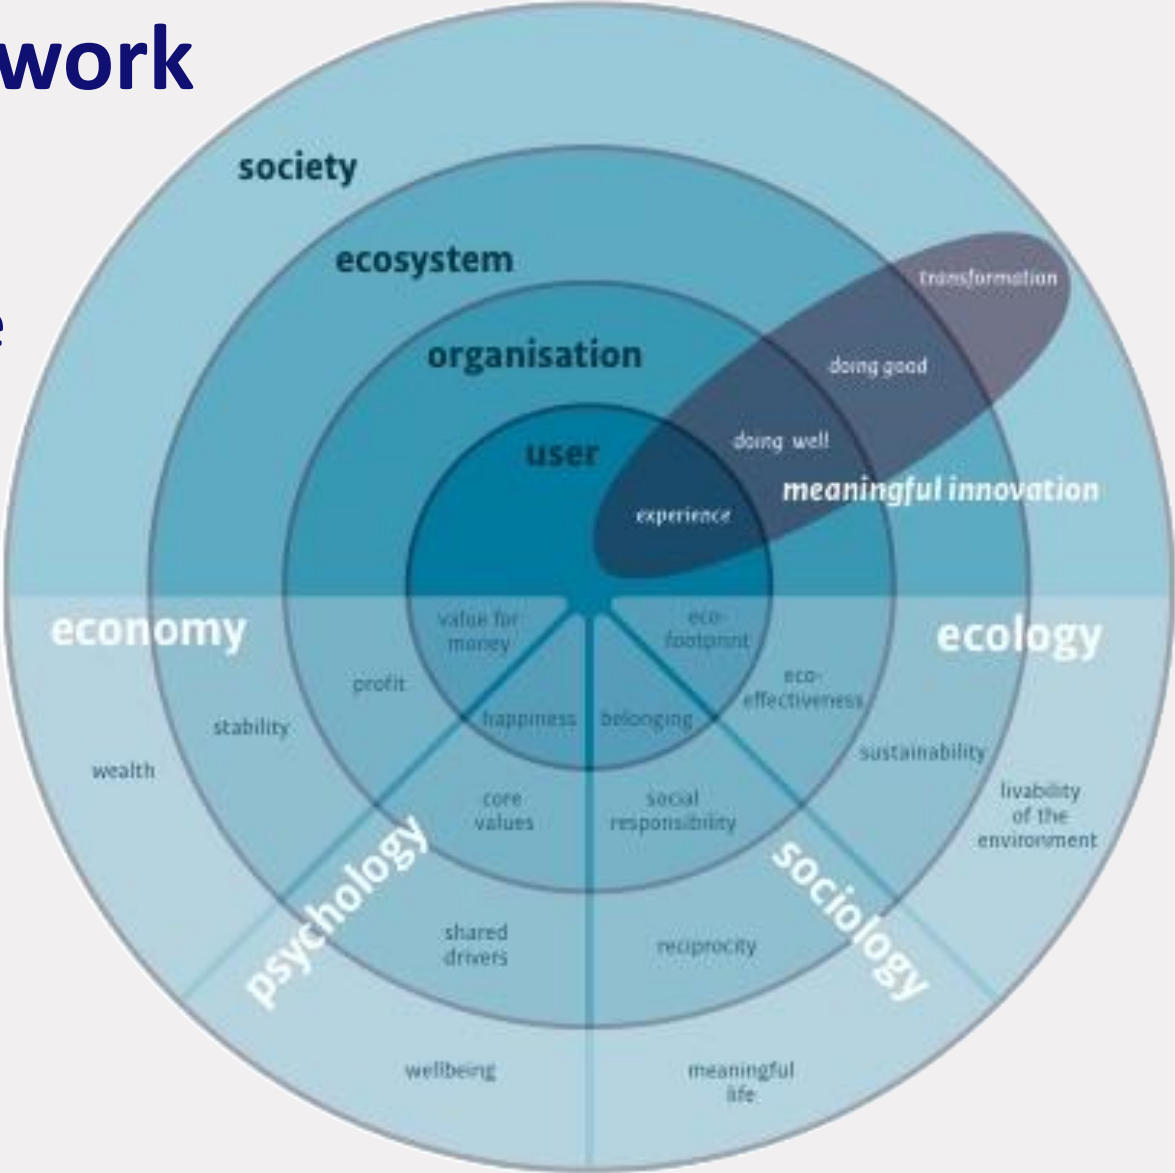 work
society
ecosystem
e
organisation
transformation
doing good
user
doing well
meaningful innovation
experience
economy
value for
money
eco-
footprint
ecology
profit
eco-
effectiveness
happiness
belonging
stability
sustainability
wealth
core
values
social
responsibility
livability
of the
environment
psychology
sociology
shared
drivers
reciprocity
wellbeing
meaningful
life